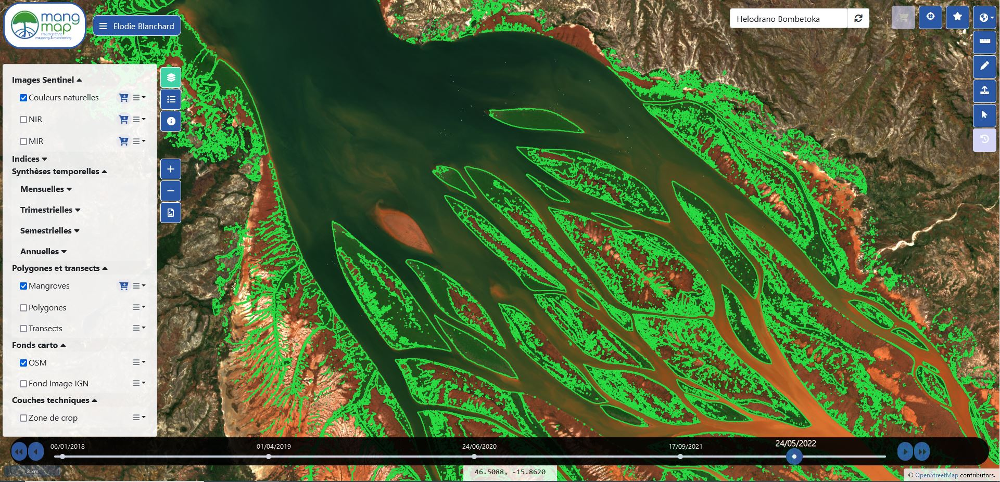 mang
map
mangrove
mapping & monitoring
Elodie Blanchard
Helodrano Bombetoka
Images Sentinel
Couleurs naturelles
NIR
MIR
Indices
Synthèses temporelles
Mensuelles
Trimestrielles
Semestrielles
Annuelles
Polygones et transects
Mangroves
Polygones
Transects
Fonds carto
OSM
Fond Image IGN
Couches techniques
Zone de crop
06/01/2018
01/04/2019
24/06/2020
17/09/2021
24/05/2022
2 km
46.5088, -15.8620
© OpenStreetMap contributors.